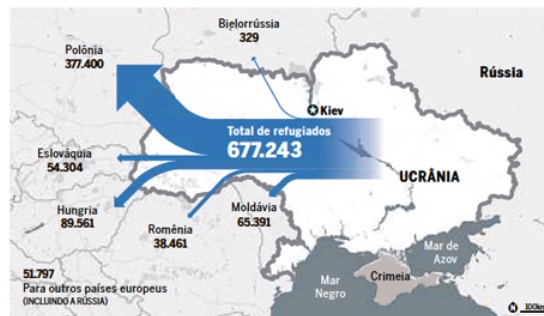 Bielorrússia
329
Polônia
377.400
Rússia
Kiev
Total de refugiados
677.243
Eslováquia
54.304
UCRÂNIA
Hungria
89.561
Moldávia
65.391
Romênia
38.461
Mar de
Azov
51.797
Para outros países europeus
(INCLUINDO A RÚSSIA)
Mar
Negro
Crimeia
N
100km